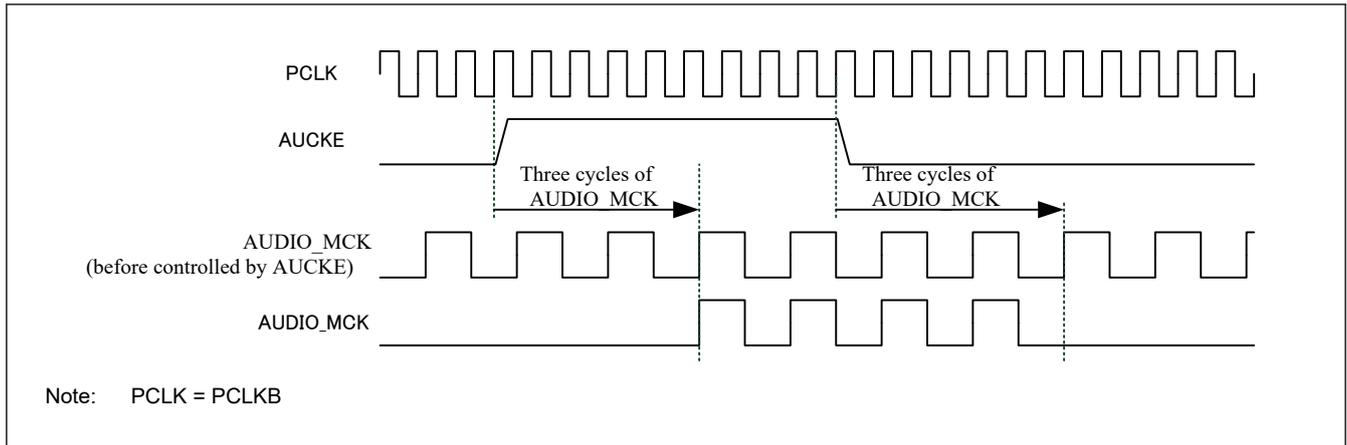 PCLK
AUCKE
Three cycles of
AUDIO_MCK
Three cycles of
AUDIO_MCK
AUDIO_MCK
(before controlled by AUCKE)
AUDIO_MCK
Note: PCLK = PCLKB